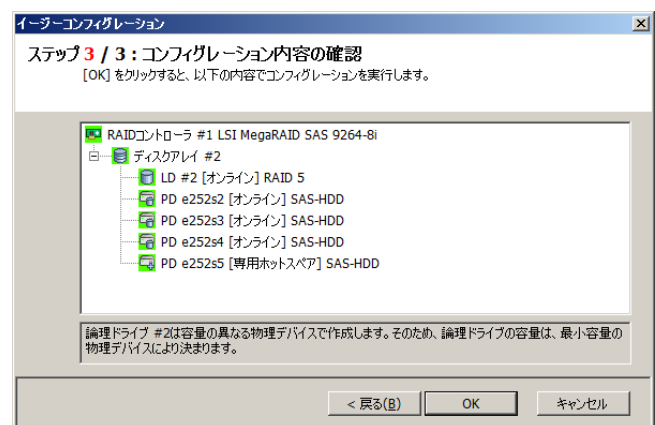 イージーコンフィグレーション
ステップ 3 / 3 : コンフィグレーション内容の確認
[OK] をクリックすると、以下の内容でコンフィグレーションを実行します。
RAIDコントローラ #1 LSI MegaRAID SAS 9264-8i
ディスクアレイ #2
LD #2 [オンライン] RAID 5
PD e252s2 [オンライン] SAS-HDD
PD e252s3 [オンライン] SAS-HDD
PD e252s4 [オンライン] SAS-HDD
PD e252s5 [専用ホットスペア] SAS-HDD
論理ドライブ #2は容量の異なる物理デバイスで作成します。そのため、論理ドライブの容量は、最小容量の
物理デバイスにより決まります。
< 戻る(B) OK キャンセル